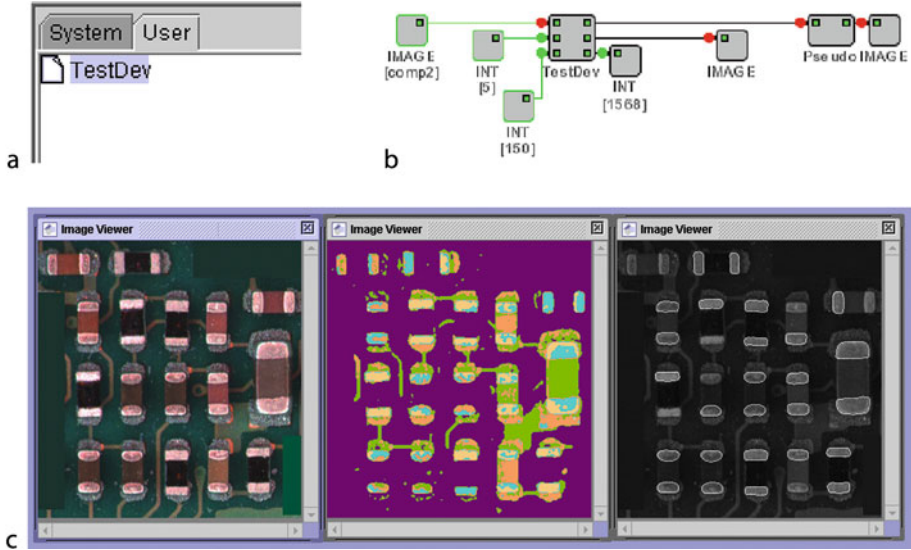 System User
TestDev
a
IMAGE
[comp2]
INT
[5]
INT
[150]
TestDev
INT
[1568]
IMAGE
Pseudo IMAGE
b
Image Viewer
Image Viewer
Image Viewer
c